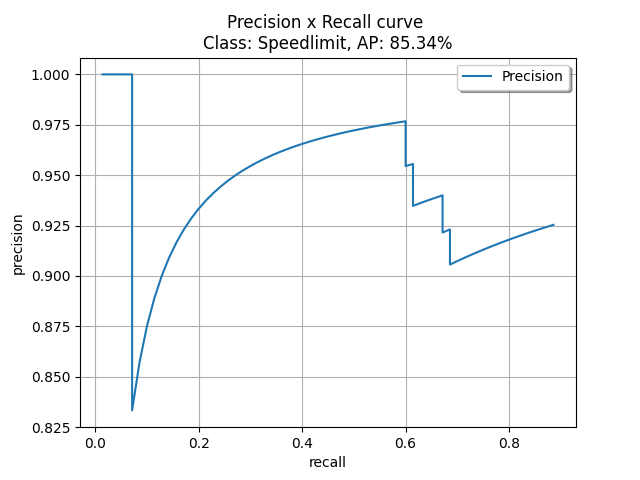 Precision x Recall curve
Class: Speedlimit, AP: 85.34%
Precision
1.000
0.975
0.950
0.925
0.900
0.875
0.850
0.825
precision
0.0 0.2 0.4 0.6 0.8
recall